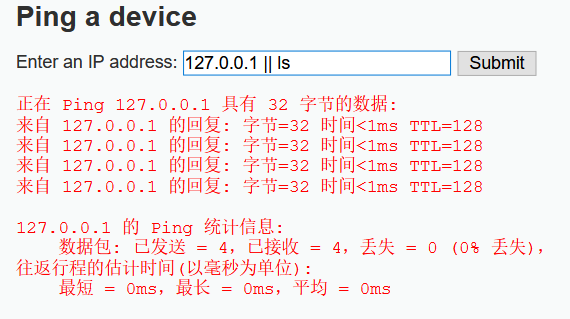 Ping a device
Enter an IP address: 127.0.0.1 || ls Submit
正在 Ping 127.0.0.1 具有 32 字节的数据:
来自 127.0.0.1 的回复: 字节=32 时间<1ms TTL=128
来自 127.0.0.1 的回复: 字节=32 时间<1ms TTL=128
来自 127.0.0.1 的回复: 字节=32 时间<1ms TTL=128
来自 127.0.0.1 的回复: 字节=32 时间<1ms TTL=128
127.0.0.1 的 Ping 统计信息:
数据包: 已发送 = 4，已接收 = 4，丢失 = 0 (0% 丢失)，
往返行程的估计时间(以毫秒为单位):
最短 = 0ms，最长 = 0ms，平均 = 0ms